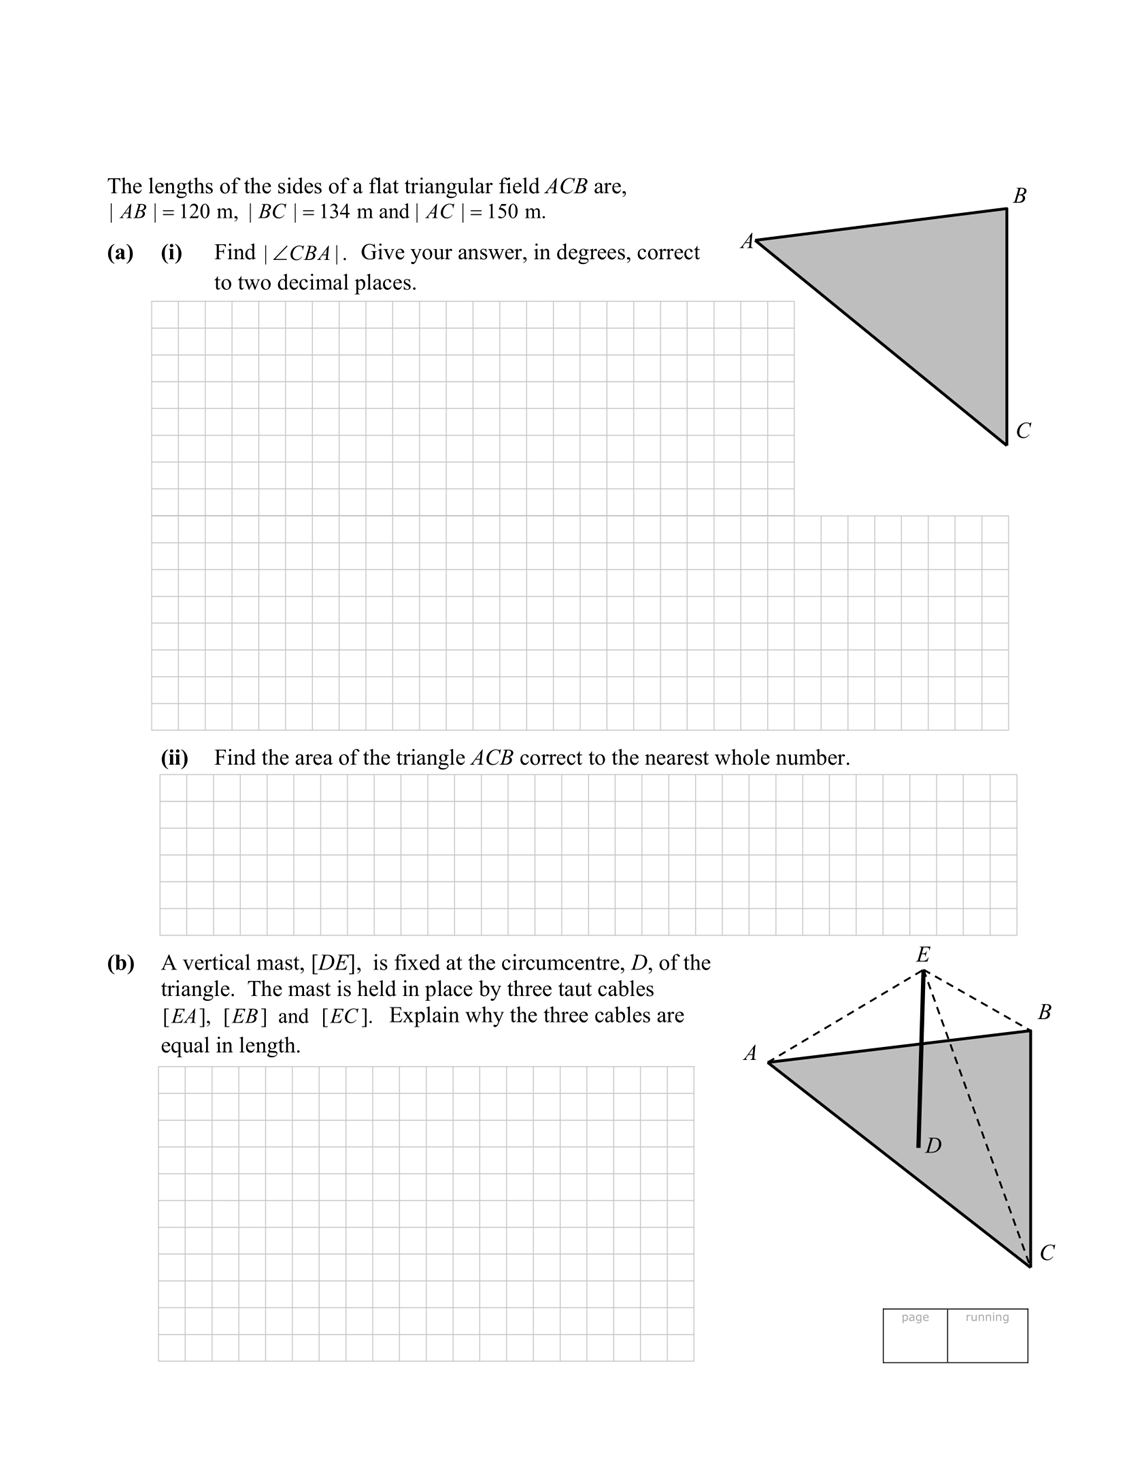 The lengths of the sides of a flat triangular field ACB are,
| AB | = 120 m, | BC | = 134 m and | AC | = 150 m.
(a) (i) Find |∠CBA|. Give your answer, in degrees, correct
to two decimal places.
B
A
C
(ii) Find the area of the triangle ACB correct to the nearest whole number.
(b) A vertical mast, [DE], is fixed at the circumcentre, D, of the
triangle. The mast is held in place by three taut cables
[EA], [EB] and [EC]. Explain why the three cables are
equal in length.
E
B
A
D
C
page running